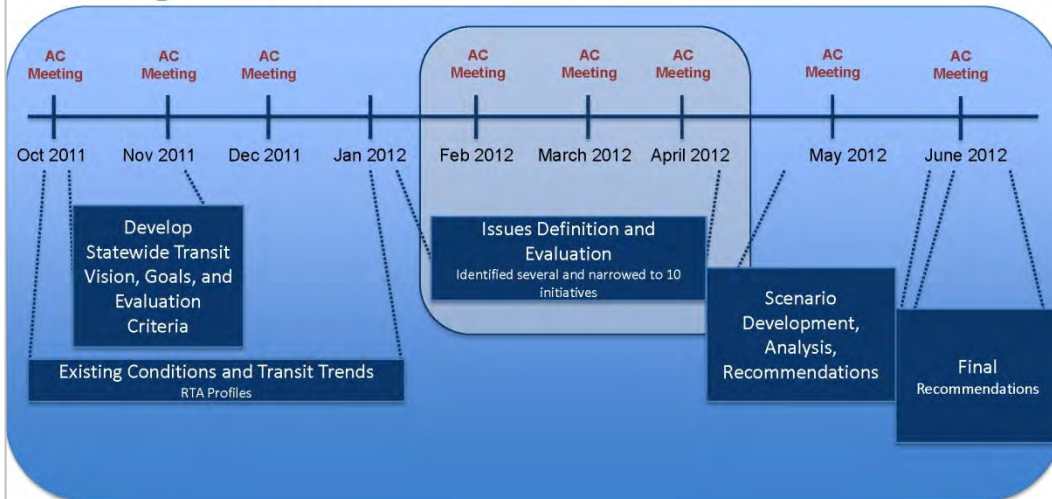 AC
Meeting
AC
Meeting
AC
Meeting
AC
Meeting
AC
Meeting
AC
Meeting
AC
Meeting
AC
Meeting
Oct 2011
Nov 2011
Dec 2011
Jan 2012
Feb 2012
March 2012
April 2012
May 2012
June 2012
Develop
Statewide Transit
Vision, Goals, and
Evaluation
Criteria
Issues Definition and
Evaluation
Identified several and narrowed to 10
initiatives
Scenario
Development,
Analysis,
Recommendations
Final
Recommendations
Existing Conditions and Transit Trends
RTA Profiles